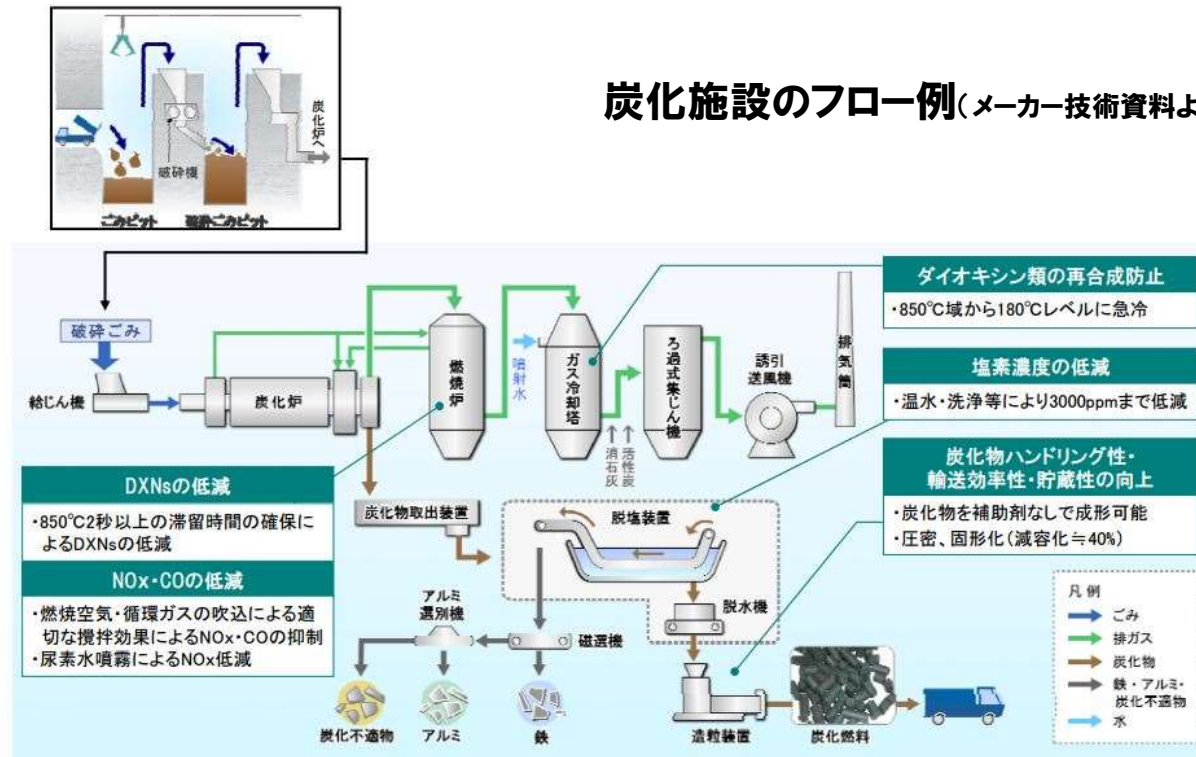 炭化施設のフロー例(メーカー技術資料よ
炭化炉へ
破砕機
ごみピット
破砕ごみピット
破砕ごみ
給じん機
炭化炉
燃焼炉
噴射水
ガス冷却塔
消石灰
活性炭
ろ過式集じん機
誘引
送風機
排気筒
ダイオキシン類の再合成防止
・850℃域から180℃レベルに急冷
塩素濃度の低減
・温水・洗浄等により3000ppmまで低減
炭化物ハンドリング性・
輸送効率性・貯蔵性の向上
・炭化物を補助剤なしで成形可能
・圧密、固形化(減容化≒40%)
DXNsの低減
・850℃2秒以上の滞留時間の確保に
よるDXNsの低減
NOx・COの低減
・燃焼空気・循環ガスの吹込による適
切な攪拌効果によるNOx・COの抑制
・尿素水噴霧によるNOx低減
炭化物取出装置
脱塩装置
脱水機
アルミ
選別機
磁選機
炭化不適物
アルミ
鉄
造粒装置
炭化燃料
凡例
ごみ
排ガス
炭化物
鉄・アルミ・
炭化不適物
水